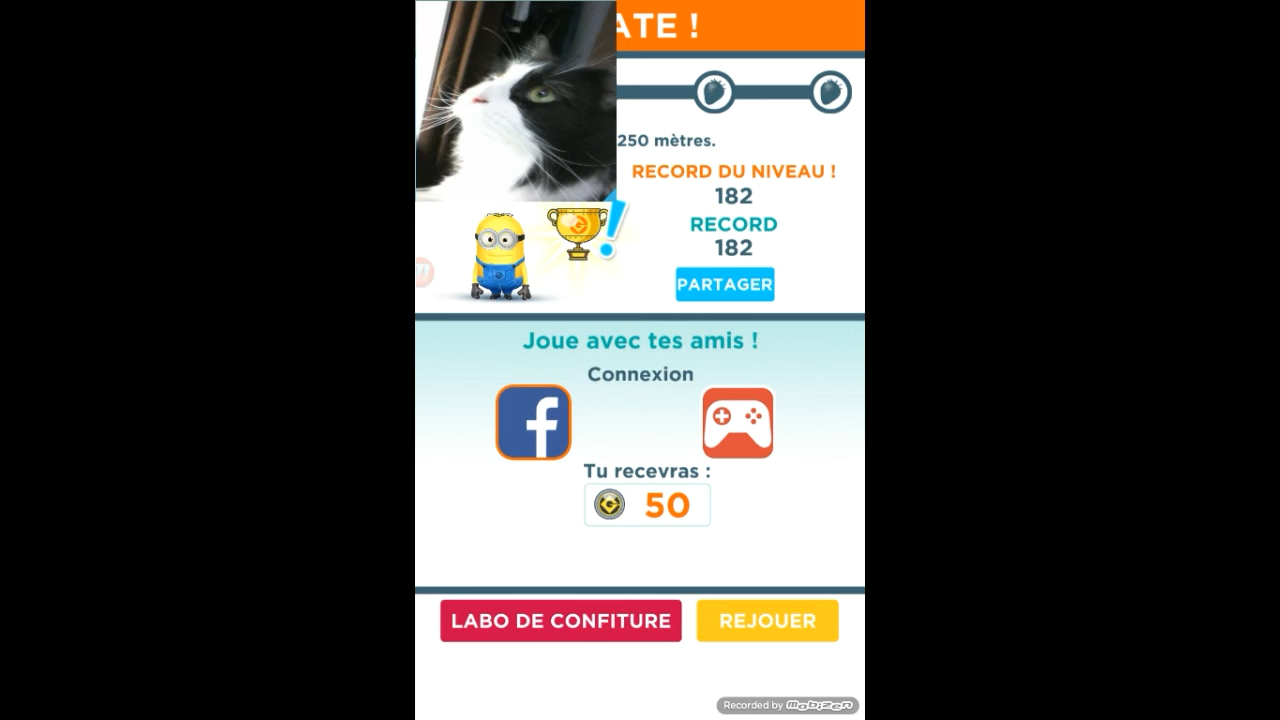 ATE !
250 mètres.
RECORD DU NIVEAU !
182
RECORD
182
PARTAGER
Joue avec tes amis !
Connexion
f
Tu recevras :
50
LABO DE CONFITURE
REJOUER
Recorded by mobizen